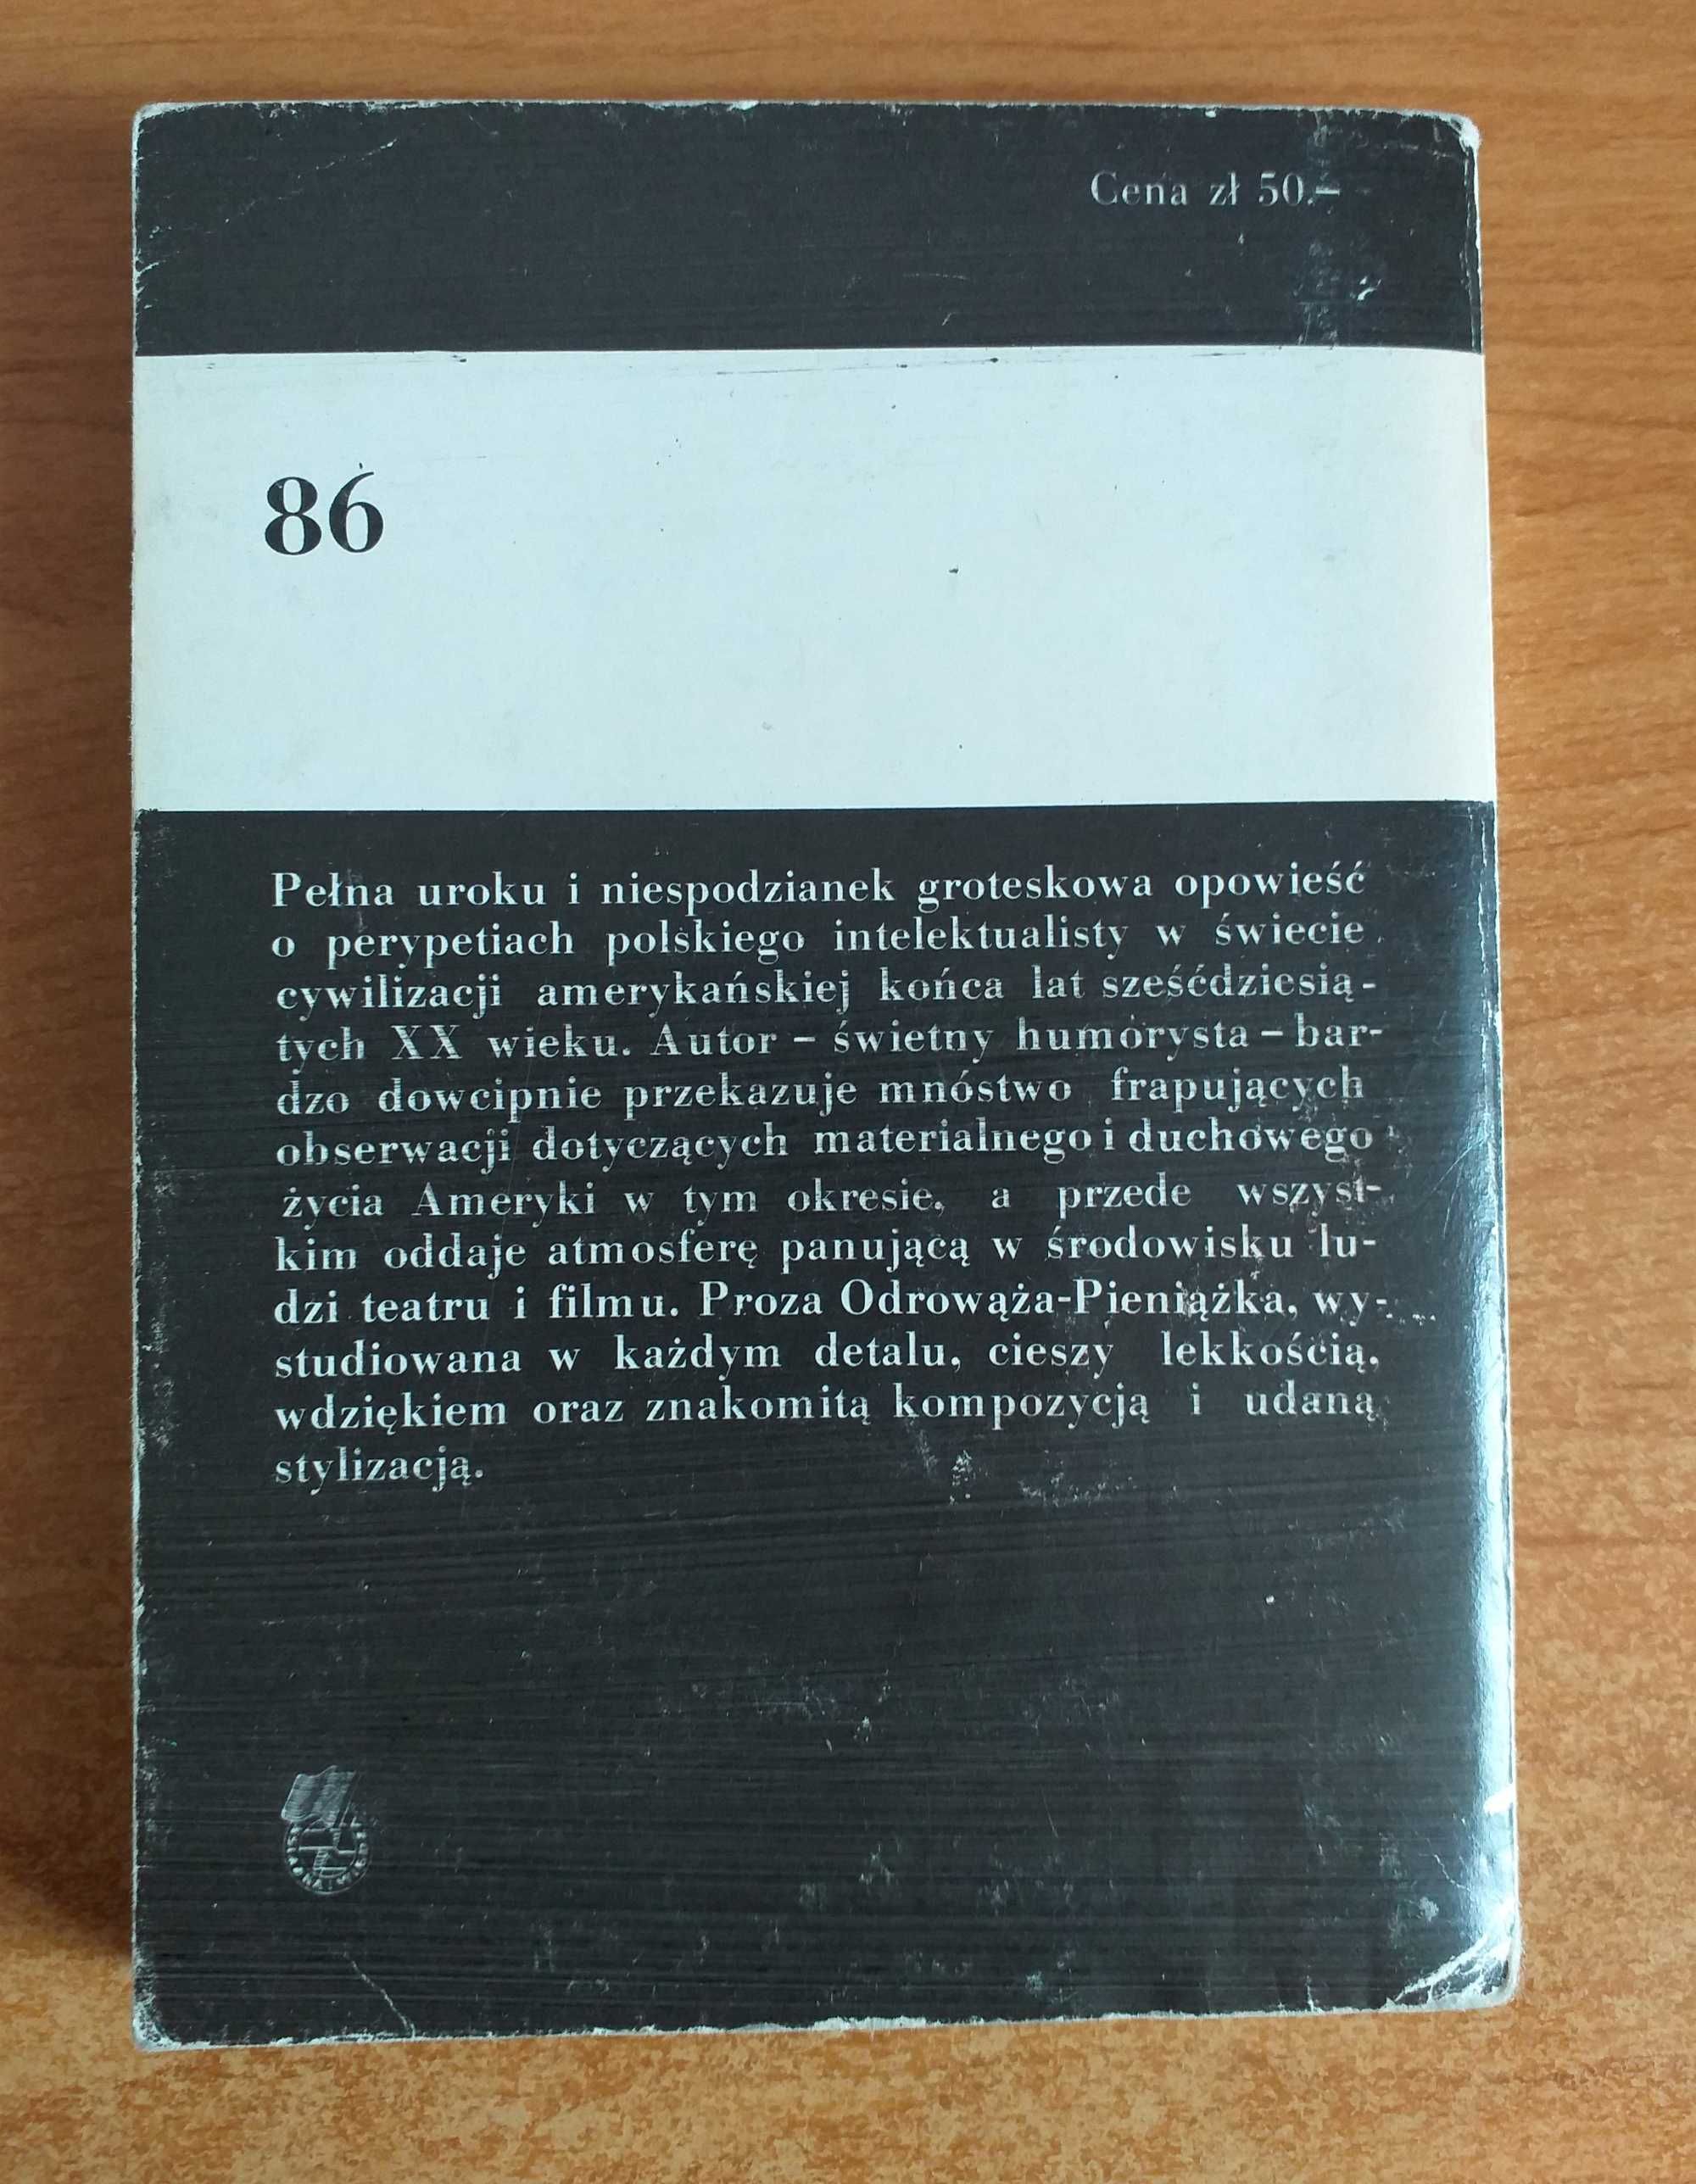 Cena zł 50.–
86
Pełna uroku i niespodzianek groteskowa opowieść
o perypetiach polskiego intelektualisty w świecie
cywilizacji amerykańskiej końca lat sześćdziesią-
tych XX wieku. Autor – świetny humorysta – bar-
dzo dowcipnie przekazuje mnóstwo frapujących
obserwacji dotyczących materialnego i duchowego
życia Ameryki w tym okresie, a przede wszyst-
kim oddaje atmosferę panującą w środowisku lu-
dzi teatru i filmu. Proza Odrowąża-Pieniążka, wy-
studiowana w każdym detalu, cieszy lekkością,
wdziękiem oraz znakomitą kompozycją i udaną
stylizacją.